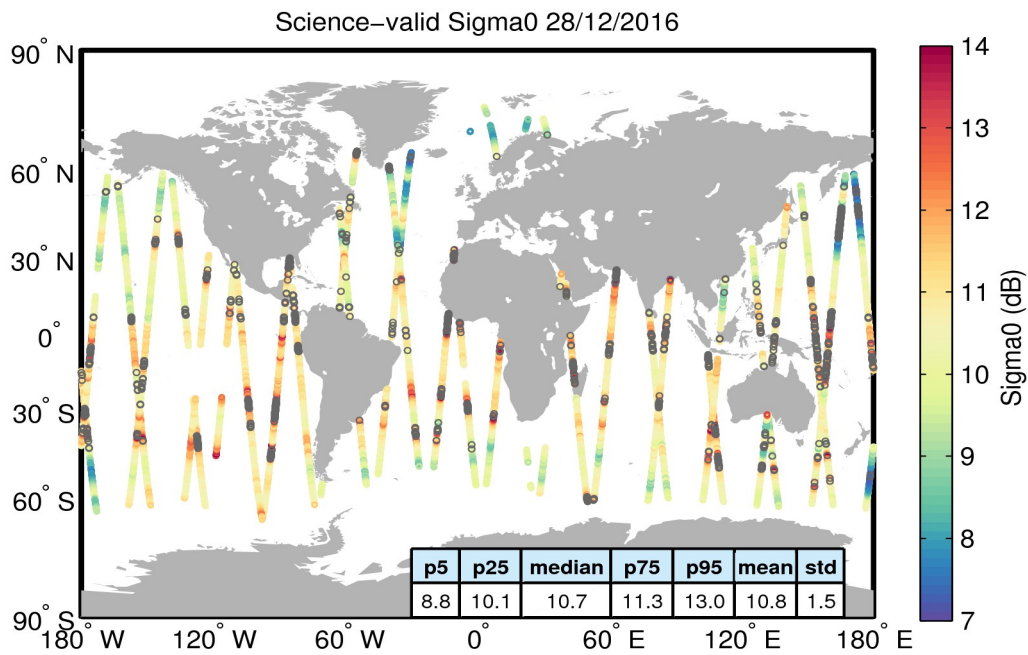 Science−valid Sigma0 28/12/2016
90° N
60° N
30° N
0°
30° S
60° S
90° S
180° W
120° W
60° W
0°
60° E
120° E
180° E
p5 p25 median p75 p95 mean std
8.8 10.1 10.7 11.3 13.0 10.8 1.5
14
13
12
11
10
9
8
7
Sigma0 (dB)